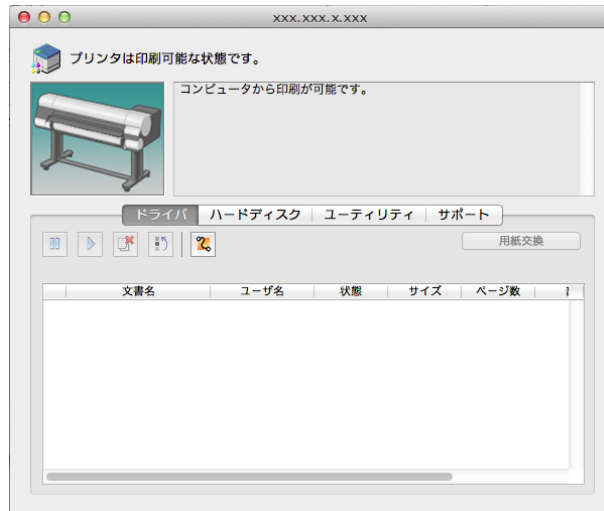 xxx.xxx.x.xxx
プリンタは印刷可能な状態です。
コンピュータから印刷が可能です。
ドライバ ハードディスク ユーティリティ サポート
用紙交換
文書名 ユーザ名 状態 サイズ ページ数